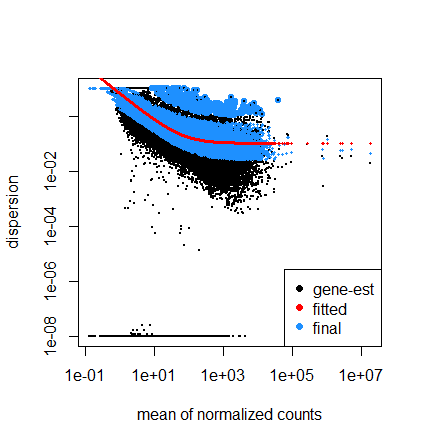 dispersion
1e-02
1e-04
1e-06
1e-08
gene-est
fitted
final
1e-01 1e+01 1e+03 1e+05 1e+07
mean of normalized counts